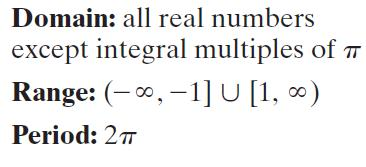 Domain: all real numbers
except integral multiples of π
Range: (−∞, −1] ∪ [1, ∞)
Period: 2π